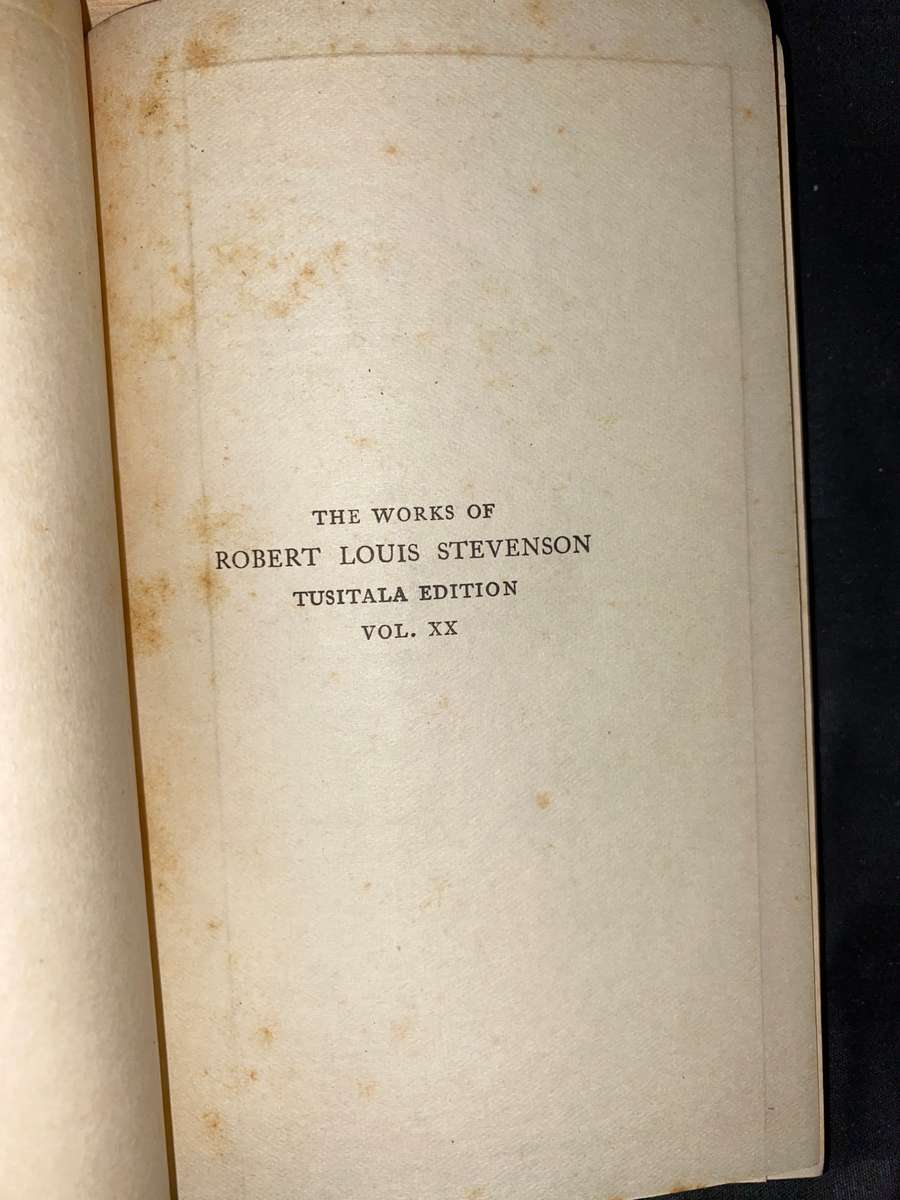 THE WORKS OF
ROBERT LOUIS STEVENSON
TUSITALA EDITION
VOL. XX